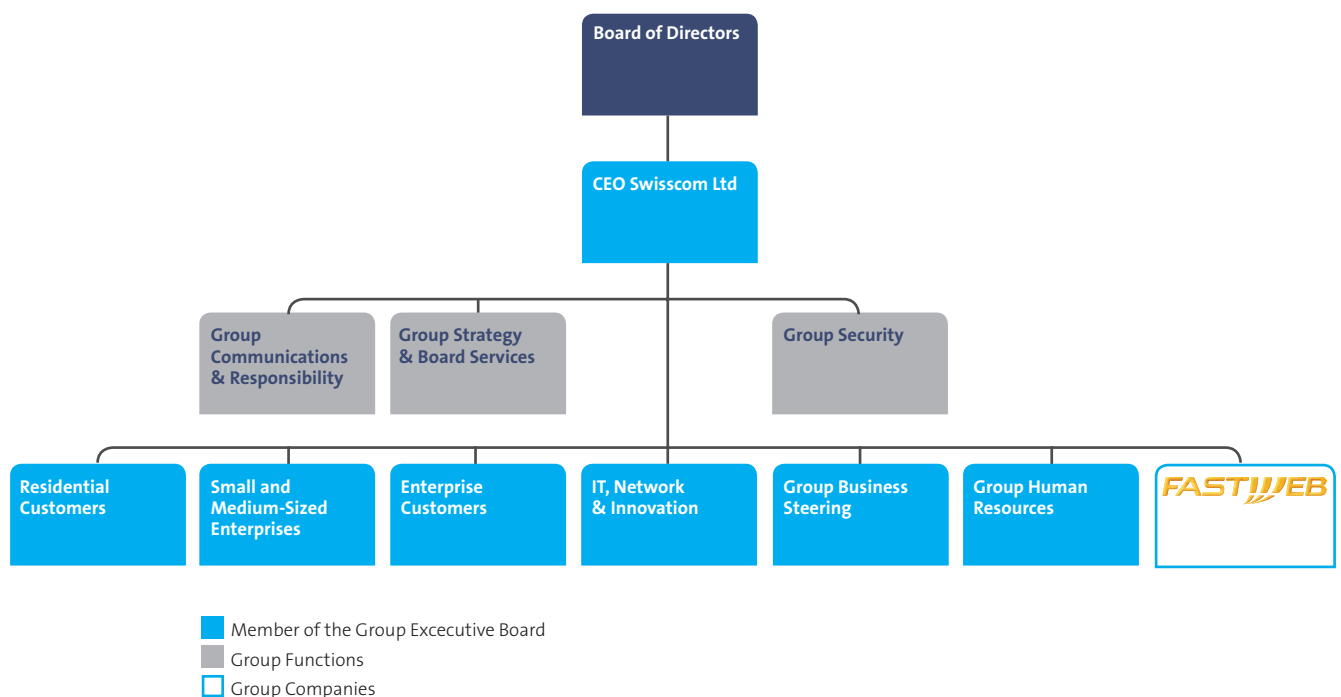 Board of Directors
CEO Swisscom Ltd
Group
Communications
& Responsibility
Group Strategy
& Board Services
Group Security
Residential
Customers
Small and
Medium-Sized
Enterprises
Enterprise
Customers
IT, Network
& Innovation
Group Business
Steering
Group Human
Resources
FASTWEB
Member of the Group Excecutive Board
Group Functions
Group Companies